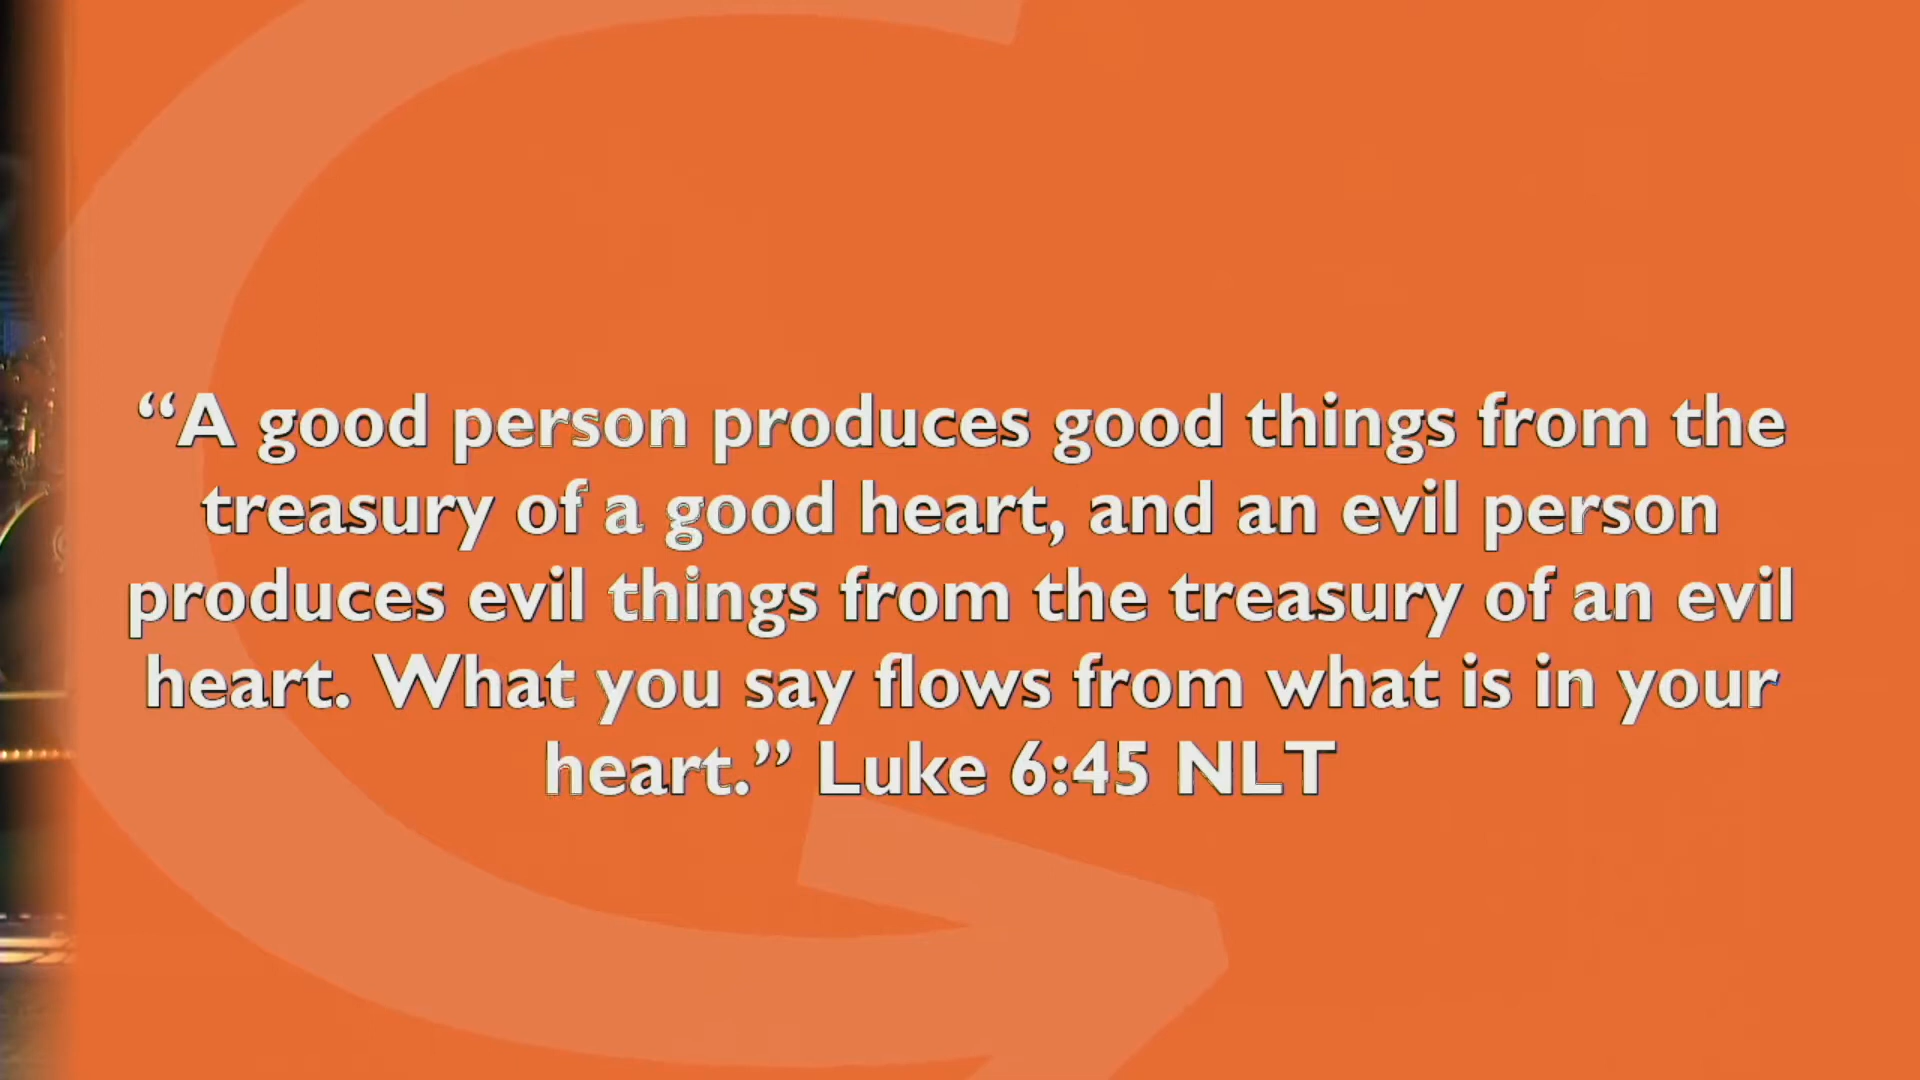 “A good person produces good things from the
treasury of a good heart, and an evil person
produces evil things from the treasury of an evil
heart. What you say flows from what is in your
heart.” Luke 6:45 NLT